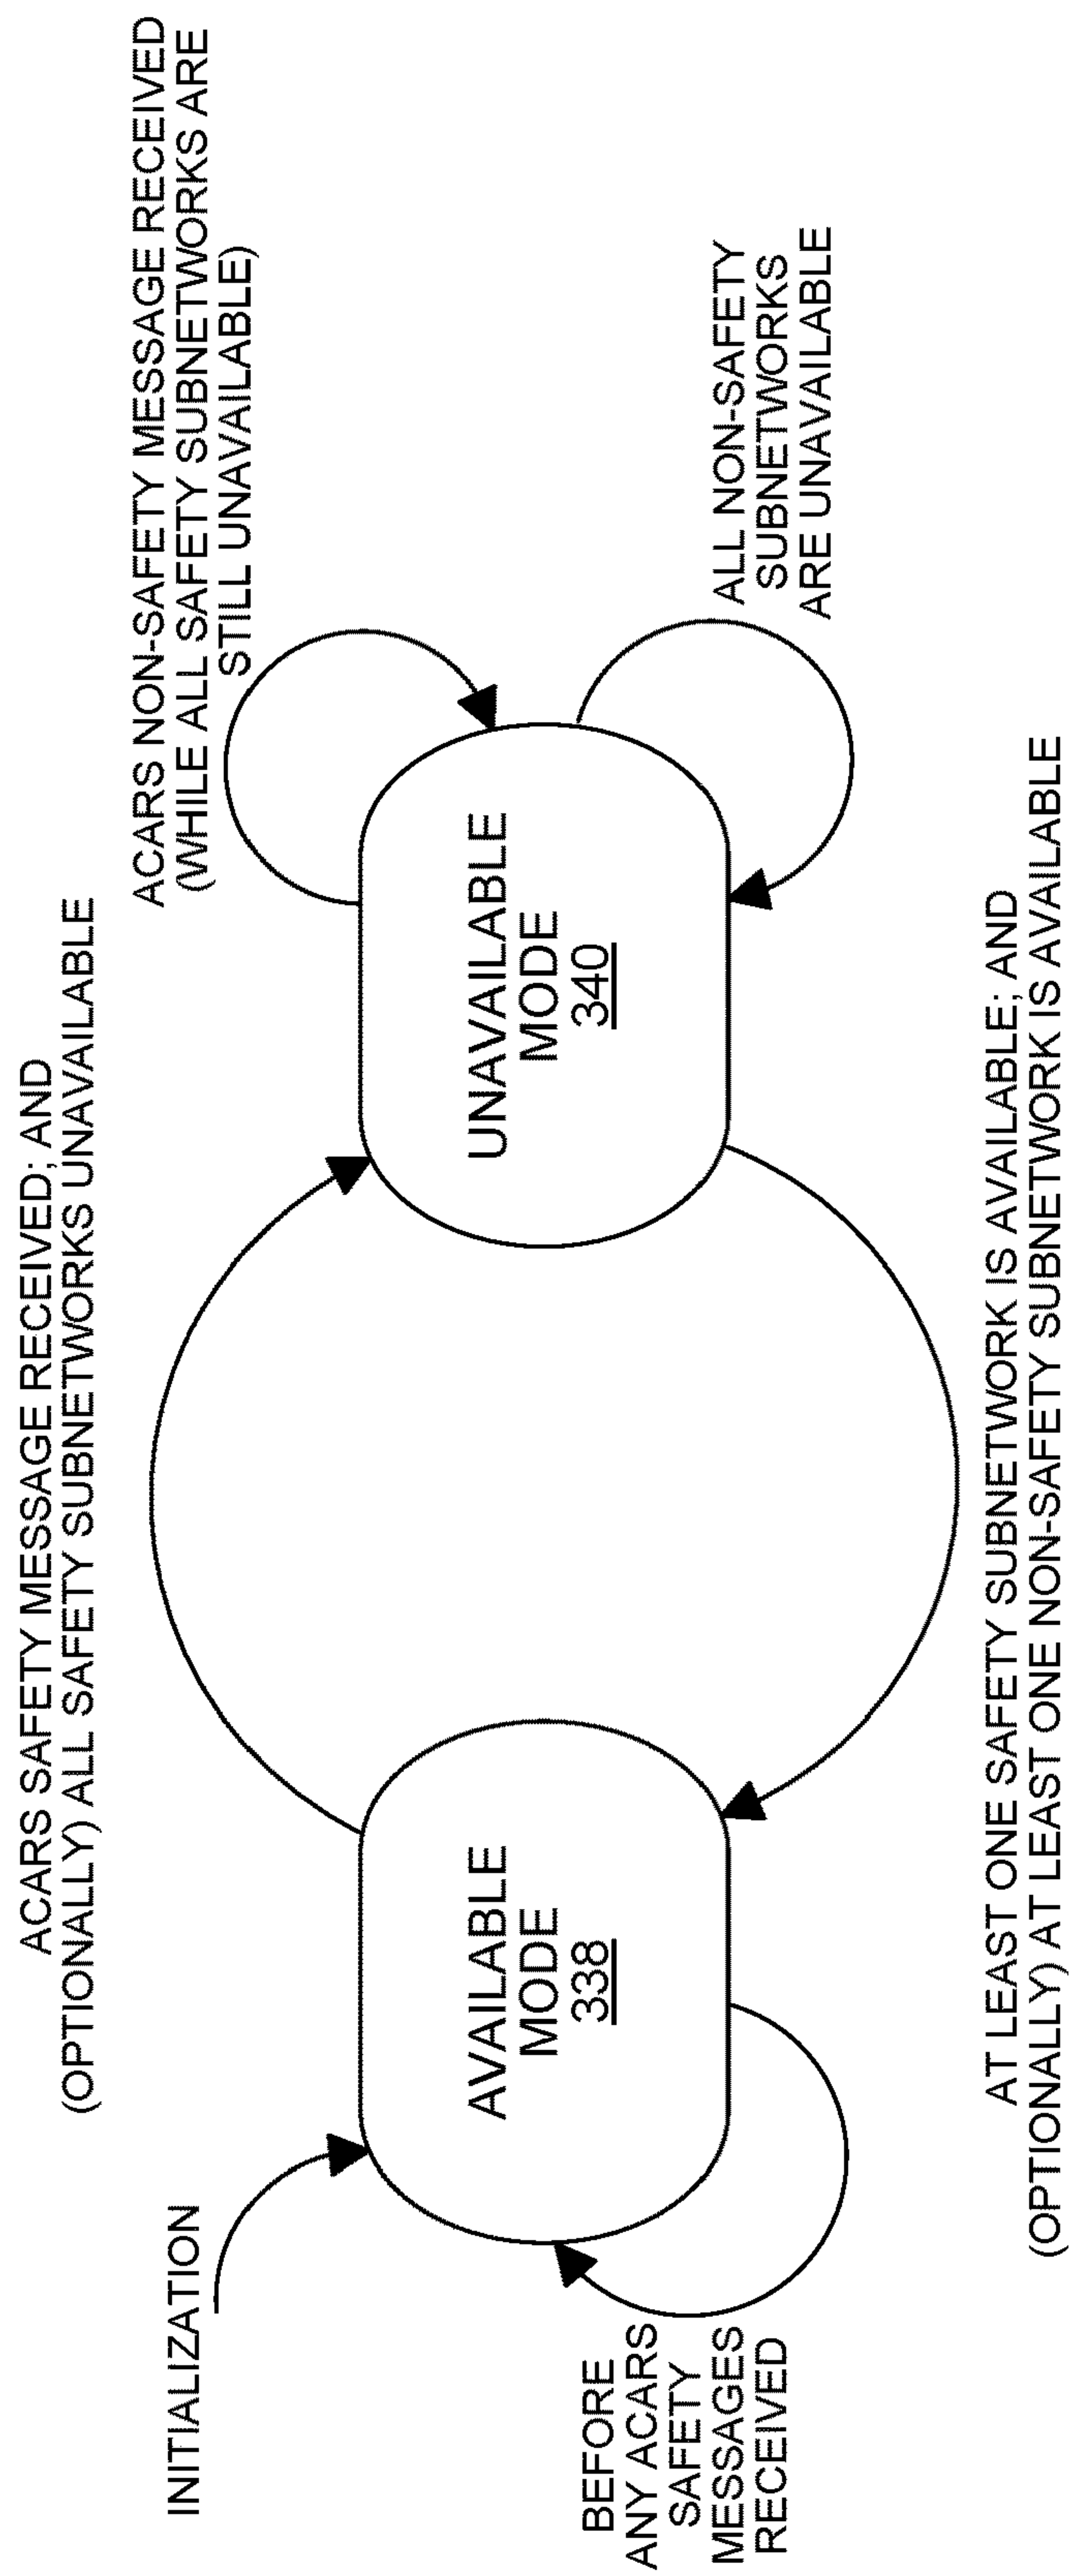 ACARS SAFETY MESSAGE RECEIVED; AND
(OPTIONALLY) ALL SAFETY SUBNETWORKS UNAVAILABLE
INITIALIZATION
ACARS NON-SAFETY MESSAGE RECEIVED
(WHILE ALL SAFETY SUBNETWORKS ARE
STILL UNAVAILABLE)
AVAILABLE
MODE
338
UNAVAILABLE
MODE
340
BEFORE
ANY ACARS
SAFETY
MESSAGES
RECEIVED
ALL NON-SAFETY
SUBNETWORKS
ARE UNAVAILABLE
AT LEAST ONE SAFETY SUBNETWORK IS AVAILABLE; AND
(OPTIONALLY) AT LEAST ONE NON-SAFETY SUBNETWORK IS AVAILABLE